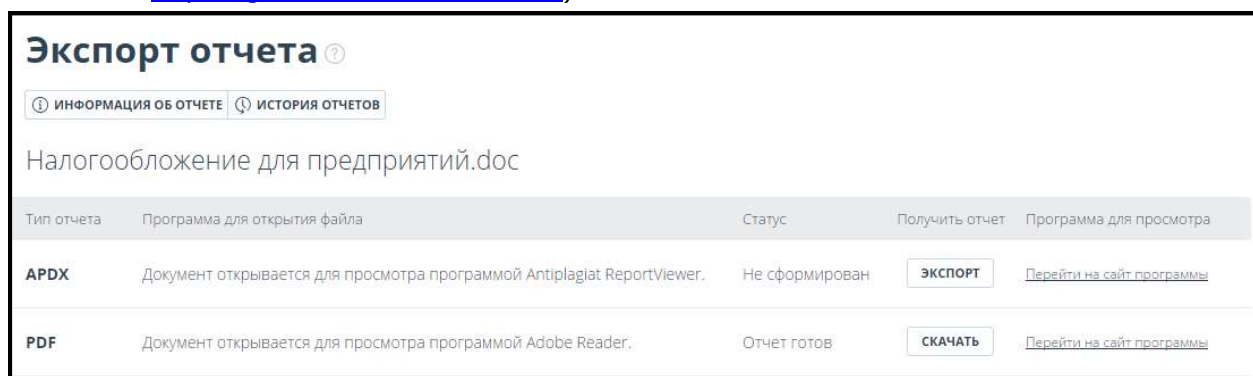 Экспорт отчета ?
ИНФОРМАЦИЯ ОБ ОТЧЕТЕ ИСТОРИЯ ОТЧЕТОВ
Налогообложение для предприятий.doc
Тип отчета Программа для открытия файла Статус Получить отчет Программа для просмотра
APDX Документ открывается для просмотра программой Antiplagiat ReportViewer. Не сформирован ЭКСПОРТ Перейти на сайт программы
PDF Документ открывается для просмотра программой Adobe Reader. Отчет готов СКАЧАТЬ Перейти на сайт программы